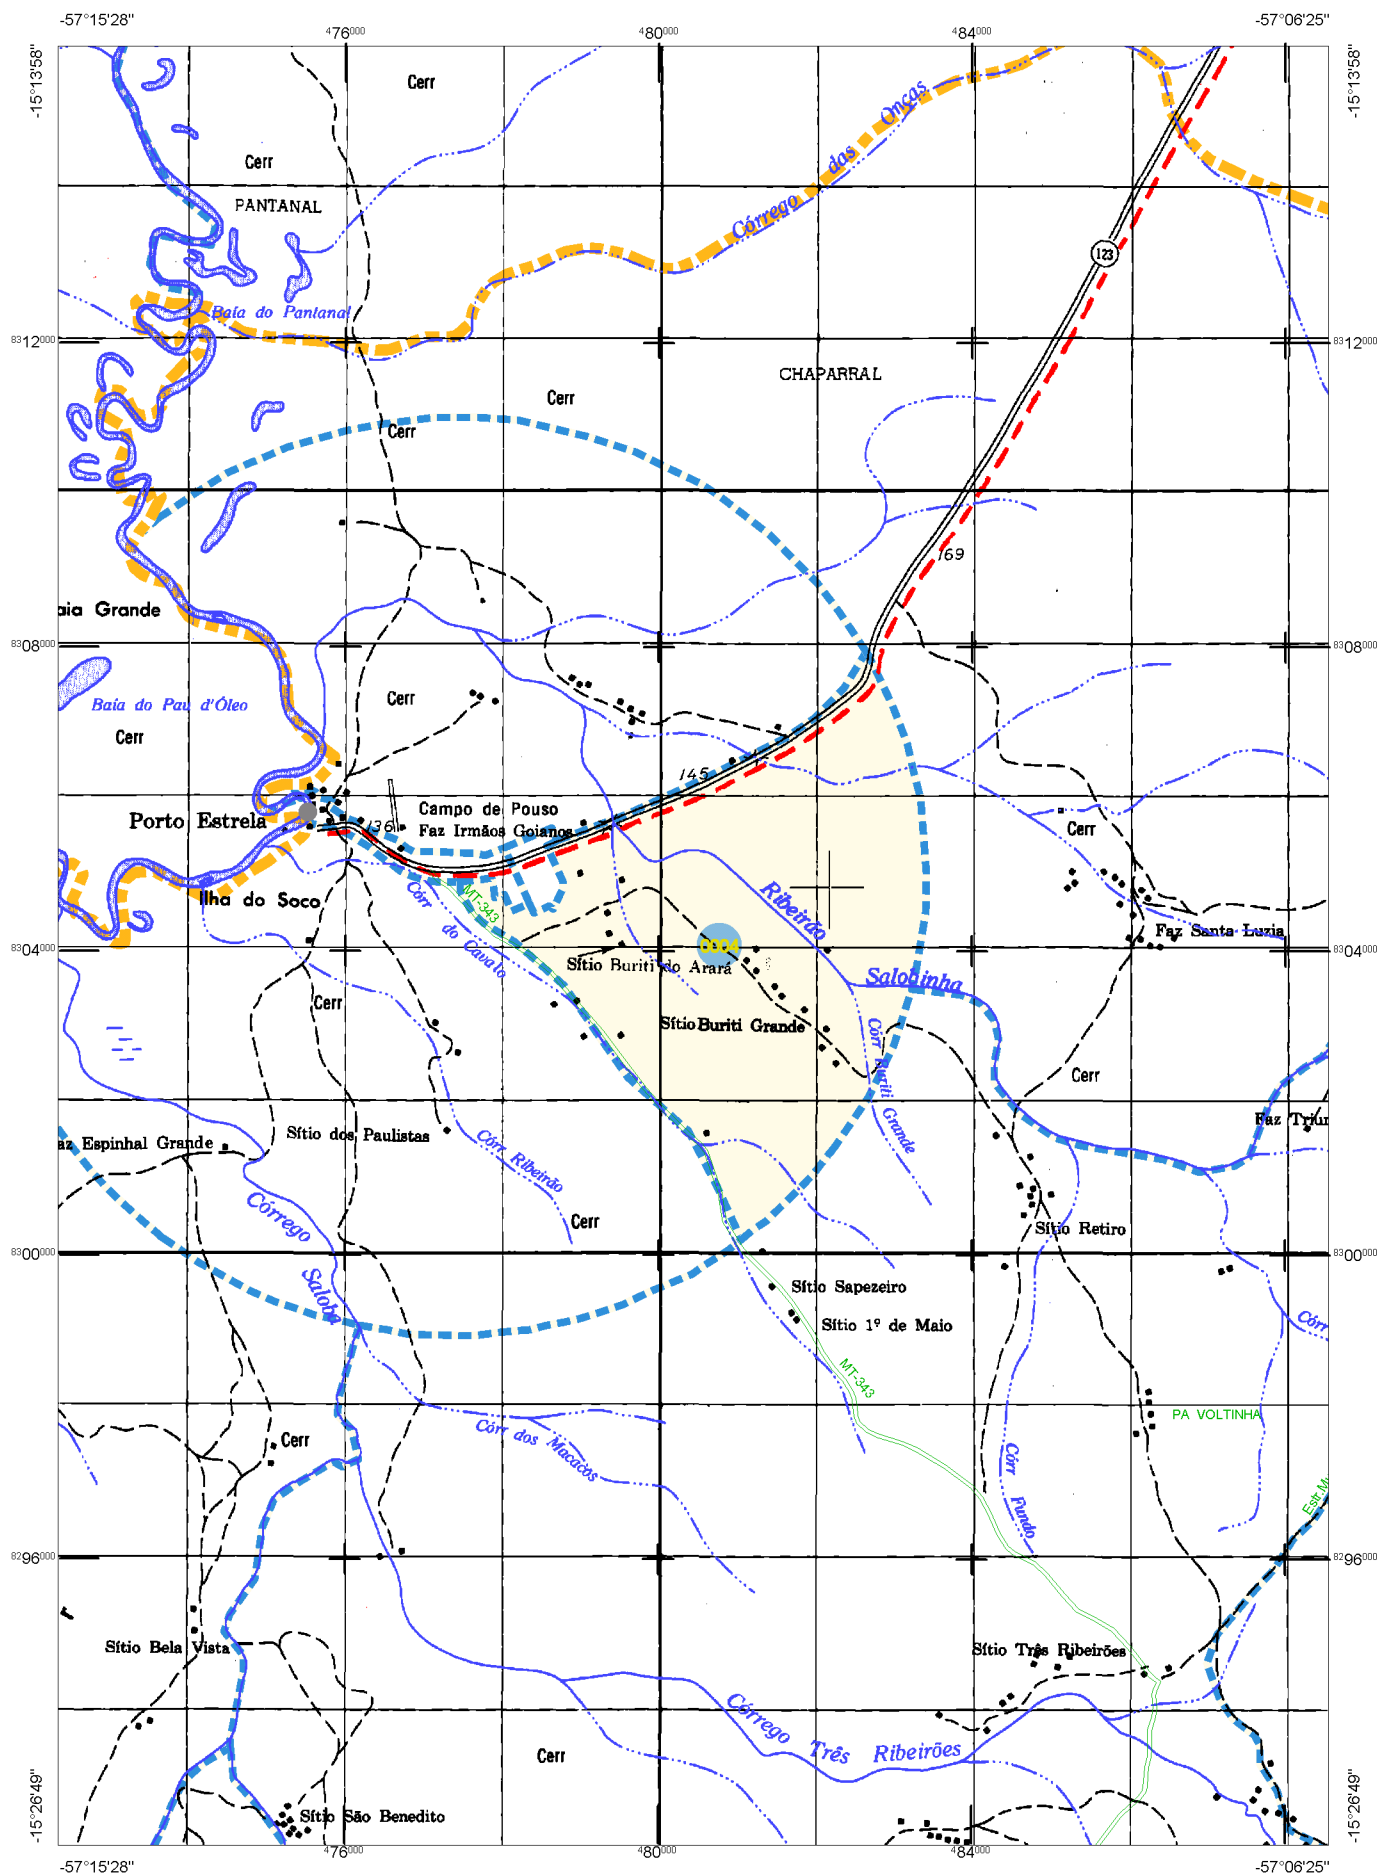 -57°15'28"
-57°06'25"
476000
480000
484000
-15°13'58"
-15°13'58"
Cerr
Córrego das Onças
Cerr
PANTANAL
123
Baía do Pantanal
8312000
8312000
CHAPARRAL
Cerr
Cerr
169
aia Grande
8308000
8308000
Cerr
Baía do Pau d'Óleo
Cerr
145
Porto Estrela
136
Campo de Pouso
Faz Irmãos Goianos
Cerr
Ilha do Soco
Córr do Cavalo
MT-343
Ribeirão Salobinha
Faz Santa Luzia
8304000
0004
8304000
Sítio Buriti do Arará
Cerr
Sítio Buriti Grande
Córr Buriti Grande
Cerr
Faz Triun
az Espinhal Grande
Sítio dos Paulistas
Córr Ribeirão
Córrego Saloba
Cerr
Sítio Retiro
8300000
8300000
Sítio Sapezeiro
Sítio 1º de Maio
Córr
MT-343
PA VOLTINHA
Córr dos Macacos
Cerr
Córr Fundo
Estr.M
8296000
8296000
Sítio Bela Vista
Sítio Três Ribeirões
Córrego Três Ribeirões
Cerr
Sítio São Benedito
-15°26'49"
-15°26'49"
476000
480000
484000
-57°15'28"
-57°06'25"